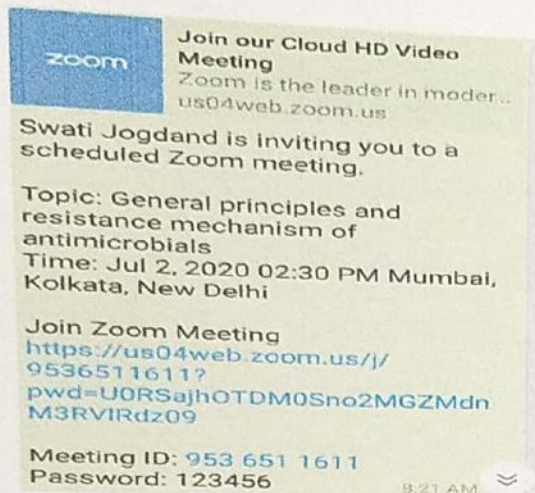 zoom
Join our Cloud HD Video
Meeting
Zoom is the leader in moder...
us04web.zoom.us
Swati Jogdand is inviting you to a
scheduled Zoom meeting.
Topic: General principles and
resistance mechanism of
antimicrobials
Time: Jul 2, 2020 02:30 PM Mumbai,
Kolkata, New Delhi
Join Zoom Meeting
https://us04web.zoom.us/j/
9536511611?
pwd=U0RSajhOTDM0Sno2MGZMdn
M3RVIRdz09
Meeting ID: 953 651 1611
Password: 123456
8:21 AM